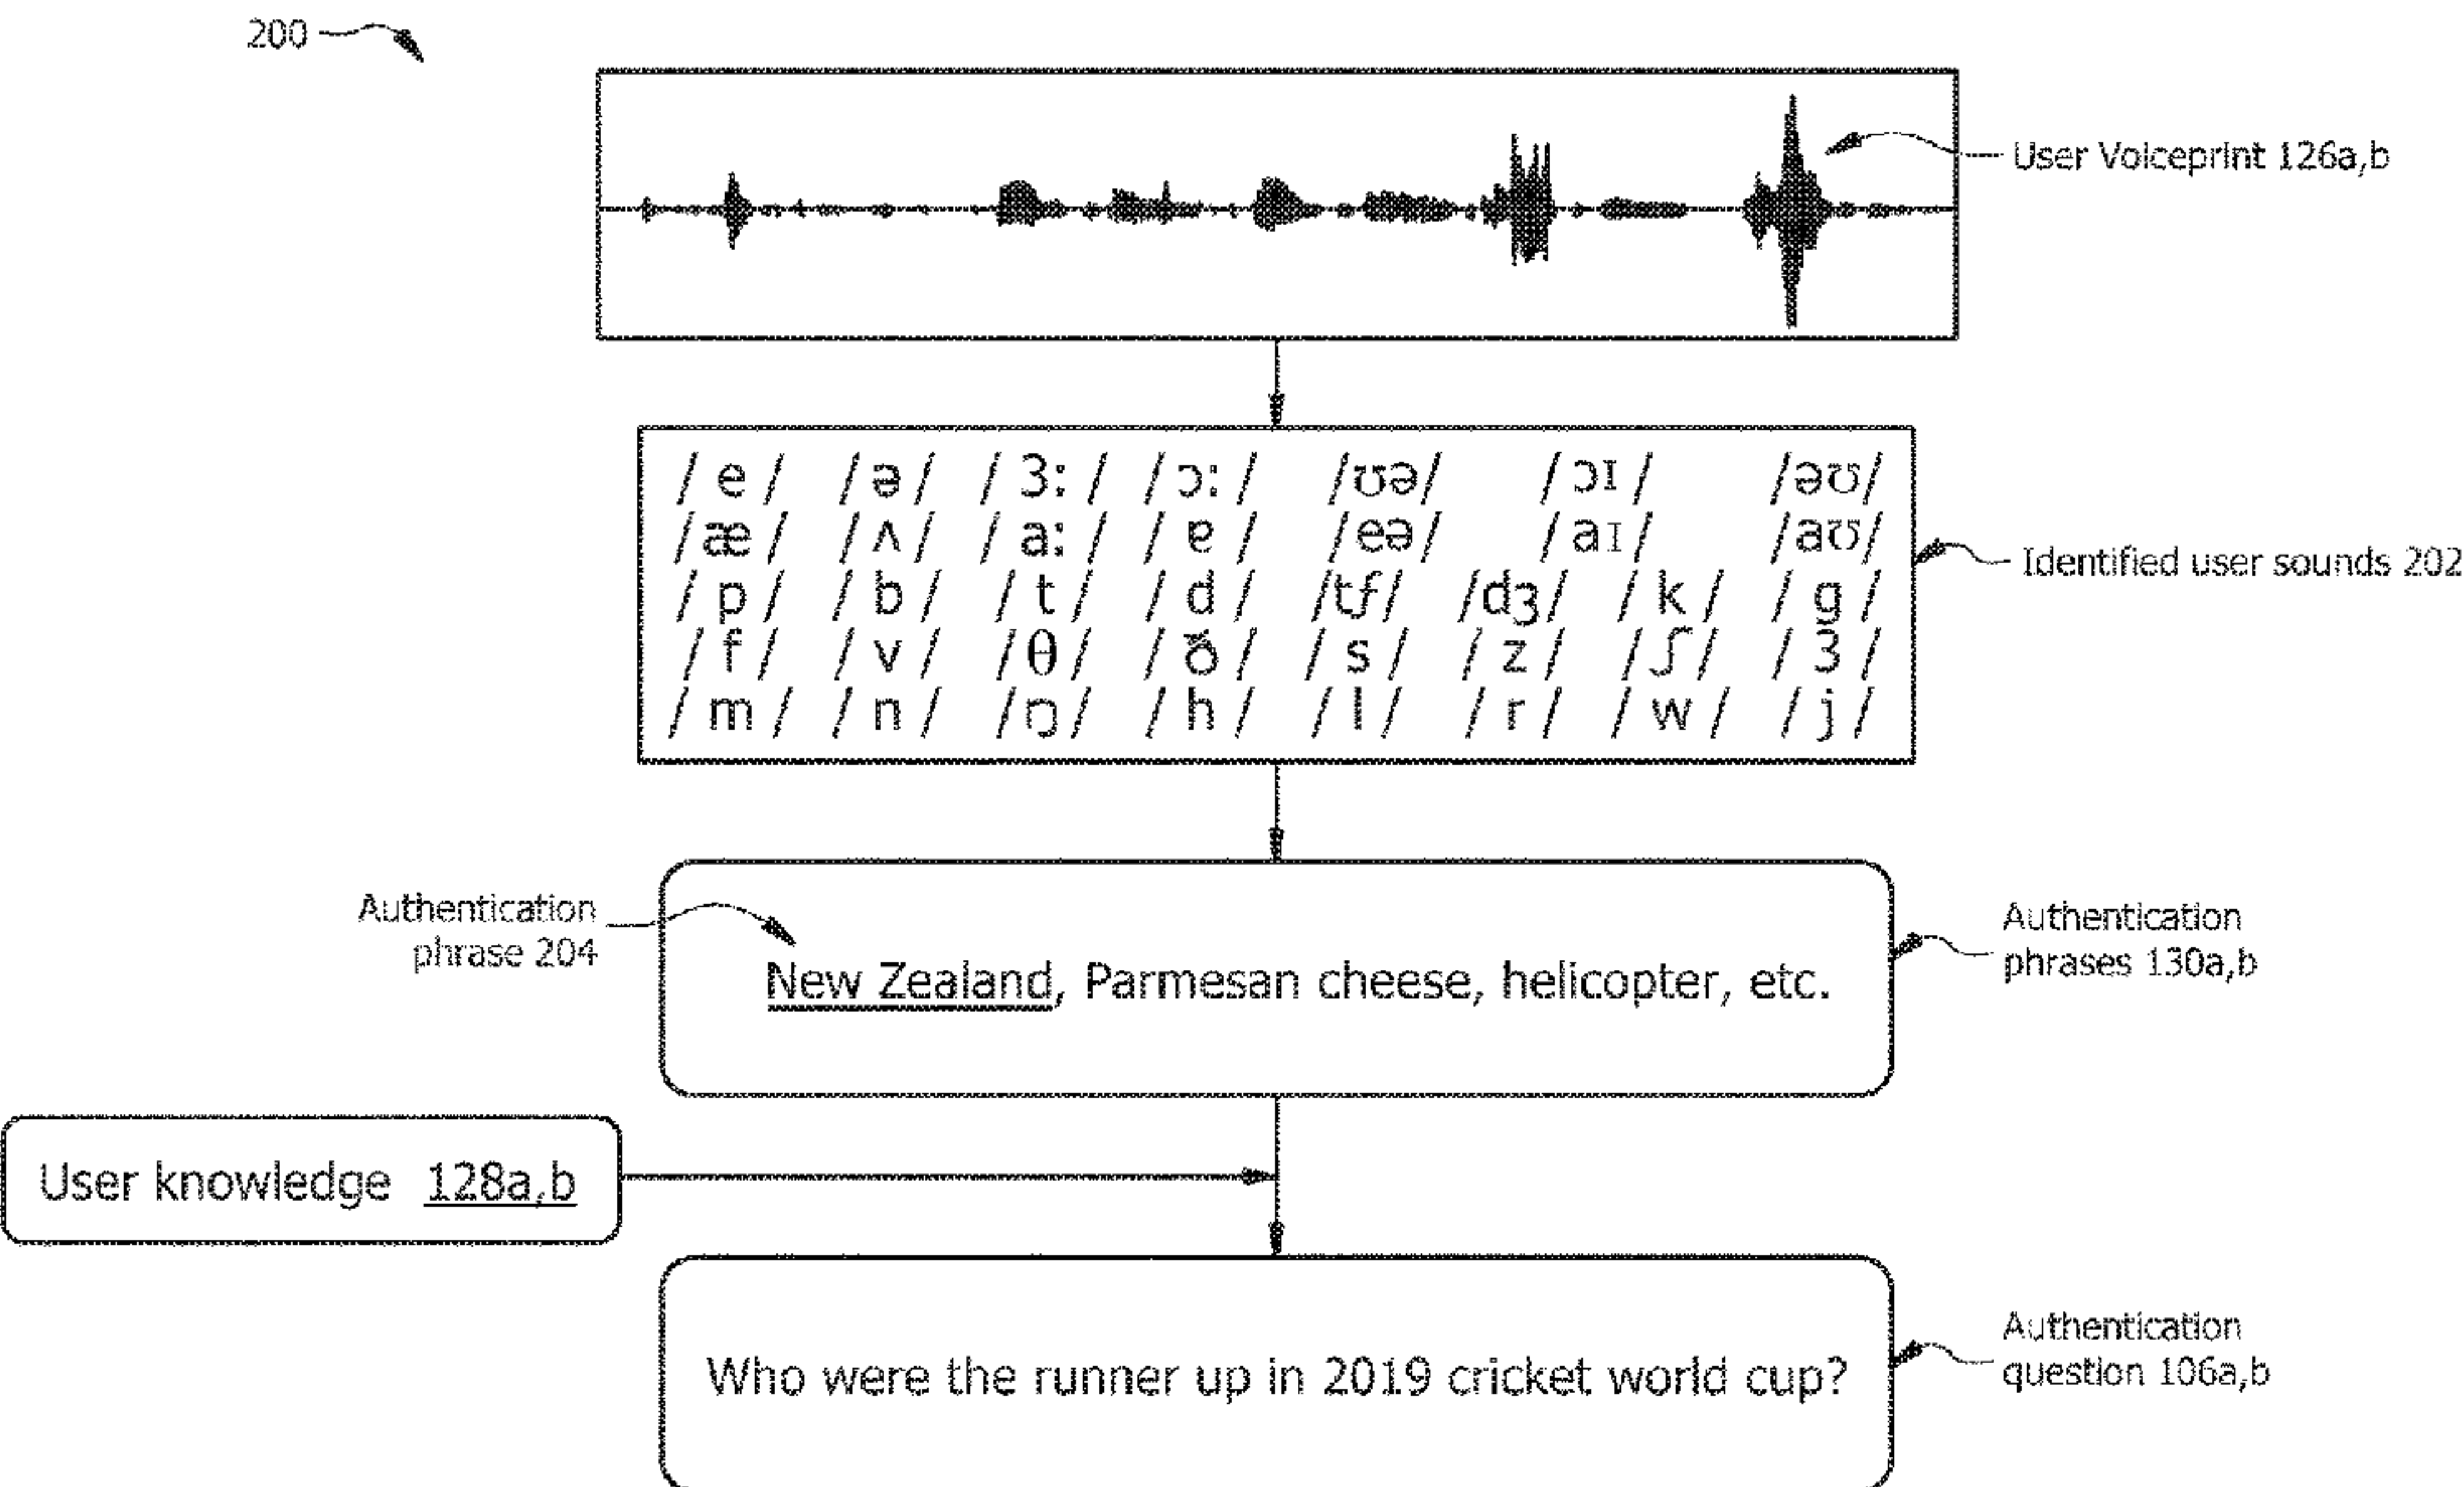 200
User Voiceprint 126a,b
/ e / / ə / / 3: / / ɔ: / /ʊə/ / ɔɪ / /əʊ/
/æ / / ʌ / / a: / / ɐ / /eə / / aɪ / /aʊ/
/ p / / b / / t / / d / /tʃ/ /dʒ/ / k / / g /
/ f / / v / /θ/ / ð / / s / / z / /ʃ / / 3 /
/ m / / n / /ŋ/ / h / / l / / r / / w / / j /
Identified user sounds 202
Authentication
phrase 204
New Zealand, Parmesan cheese, helicopter, etc.
Authentication
phrases 130a,b
User knowledge 128a,b
Who were the runner up in 2019 cricket world cup?
Authentication
question 106a,b